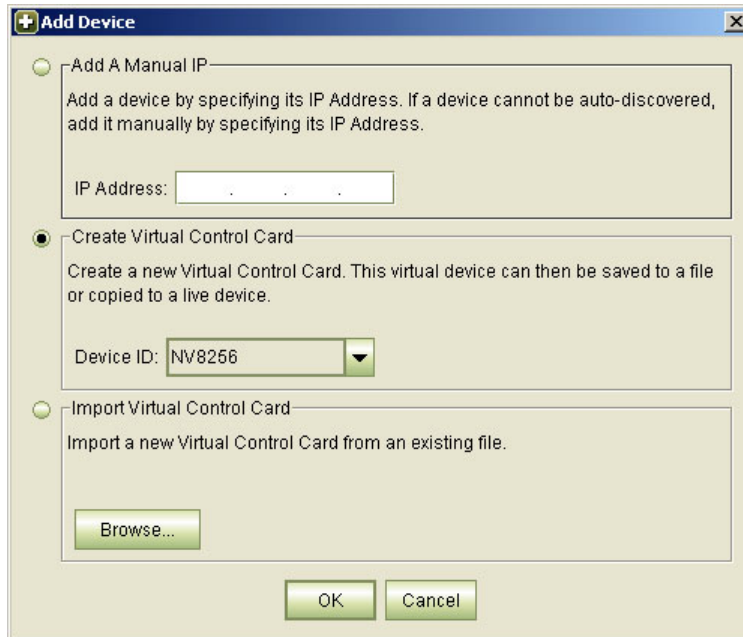 Add Device
Add A Manual IP
Add a device by specifying its IP Address. If a device cannot be auto-discovered,
add it manually by specifying its IP Address.
IP Address: . . .
Create Virtual Control Card
Create a new Virtual Control Card. This virtual device can then be saved to a file
or copied to a live device.
Device ID: NV8256
Import Virtual Control Card
Import a new Virtual Control Card from an existing file.
Browse...
OK Cancel